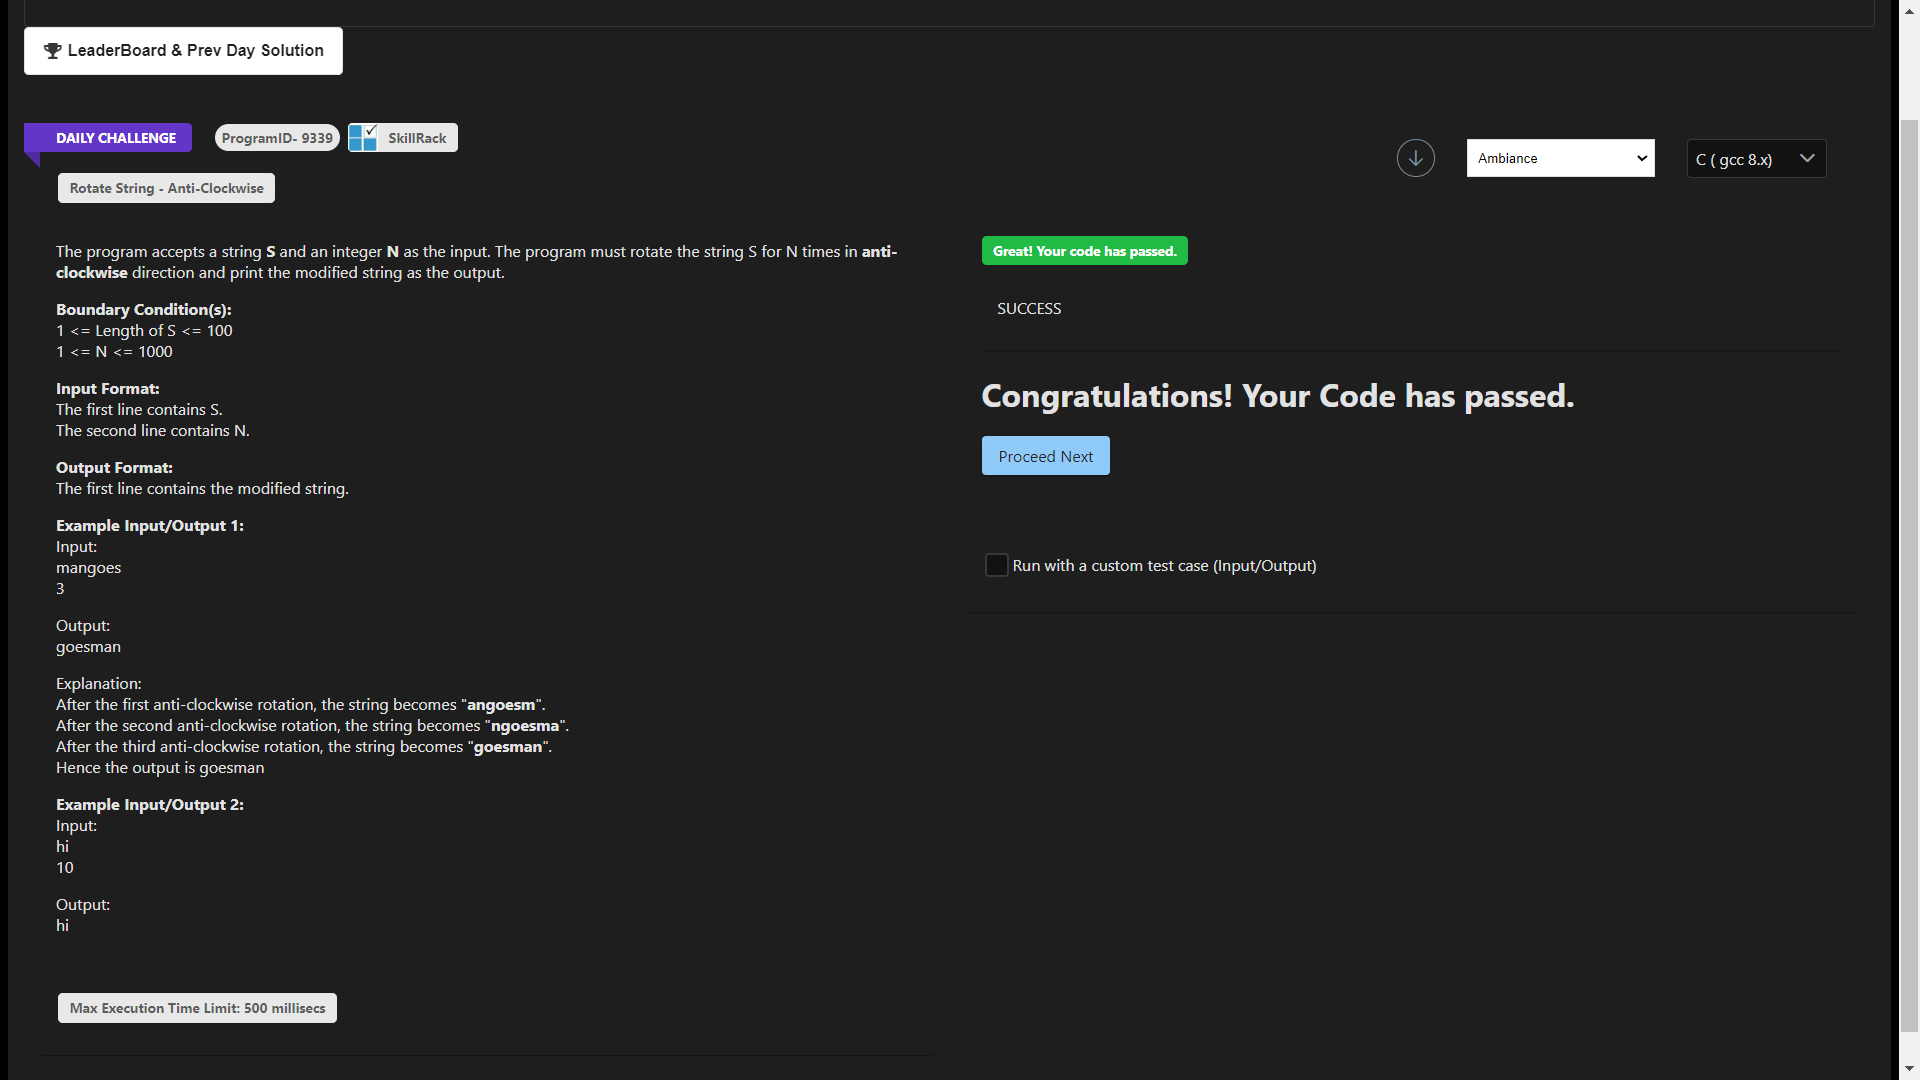 LeaderBoard & Prev Day Solution
DAILY CHALLENGE
ProgramID- 9339
SkillRack
Ambiance
C ( gcc 8.x)
Rotate String - Anti-Clockwise
The program accepts a string S and an integer N as the input. The program must rotate the string S for N times in anti-
clockwise direction and print the modified string as the output.
Boundary Condition(s):
1 <= Length of S <= 100
1 <= N <= 1000
Input Format:
The first line contains S.
The second line contains N.
Output Format:
The first line contains the modified string.
Example Input/Output 1:
Input:
mangoes
3
Output:
goesman
Explanation:
After the first anti-clockwise rotation, the string becomes "angoesm".
After the second anti-clockwise rotation, the string becomes "ngoesma".
After the third anti-clockwise rotation, the string becomes "goesman".
Hence the output is goesman
Example Input/Output 2:
Input:
hi
10
Output:
hi
Max Execution Time Limit: 500 millisecs
Great! Your code has passed.
SUCCESS
Congratulations! Your Code has passed.
Proceed Next
Run with a custom test case (Input/Output)